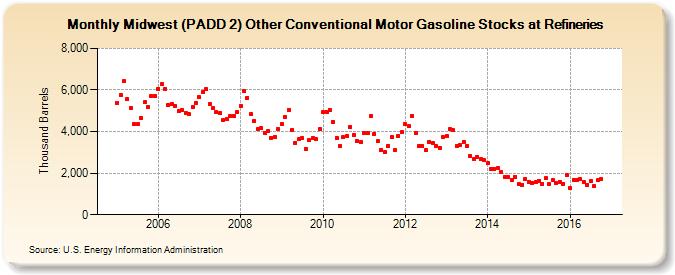 Monthly Midwest (PADD 2) Other Conventional Motor Gasoline Stocks at Refineries
Thousand Barrels
8,000
6,000
4,000
2,000
0
2006 2008 2010 2012 2014 2016
Source: U.S. Energy Information Administration